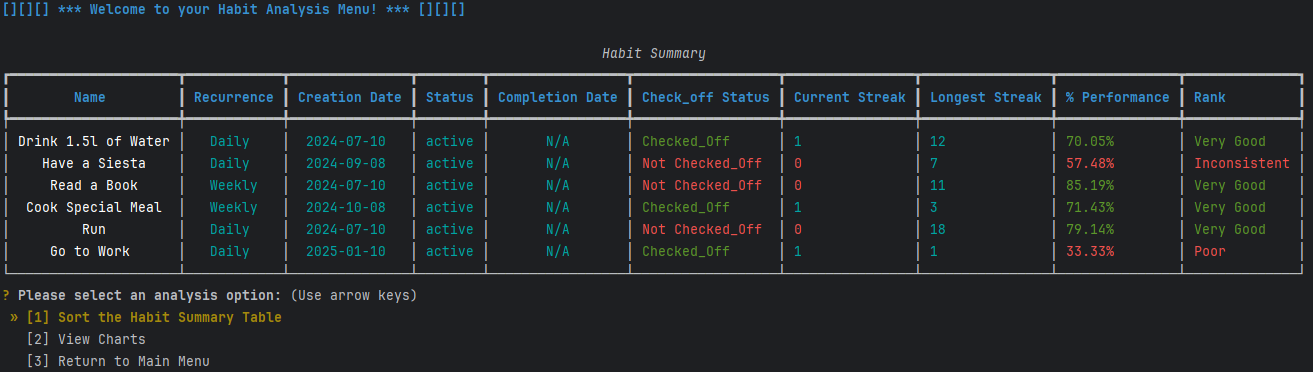 [][][] *** Welcome to your Habit Analysis Menu! *** [][][]
Habit Summary
Name Recurrence Creation Date Status Completion Date Check_off Status Current Streak Longest Streak % Performance Rank
Drink 1.5l of Water Daily 2024-07-10 active N/A Checked_Off 1 12 70.05% Very Good
Have a Siesta Daily 2024-09-08 active N/A Not Checked_Off 0 7 57.48% Inconsistent
Read a Book Weekly 2024-07-10 active N/A Not Checked_Off 0 11 85.19% Very Good
Cook Special Meal Weekly 2024-10-08 active N/A Checked_Off 1 3 71.43% Very Good
Run Daily 2024-07-10 active N/A Not Checked_Off 0 18 79.14% Very Good
Go to Work Daily 2025-01-10 active N/A Checked_Off 1 1 33.33% Poor
? Please select an analysis option: (Use arrow keys)
» [1] Sort the Habit Summary Table
[2] View Charts
[3] Return to Main Menu